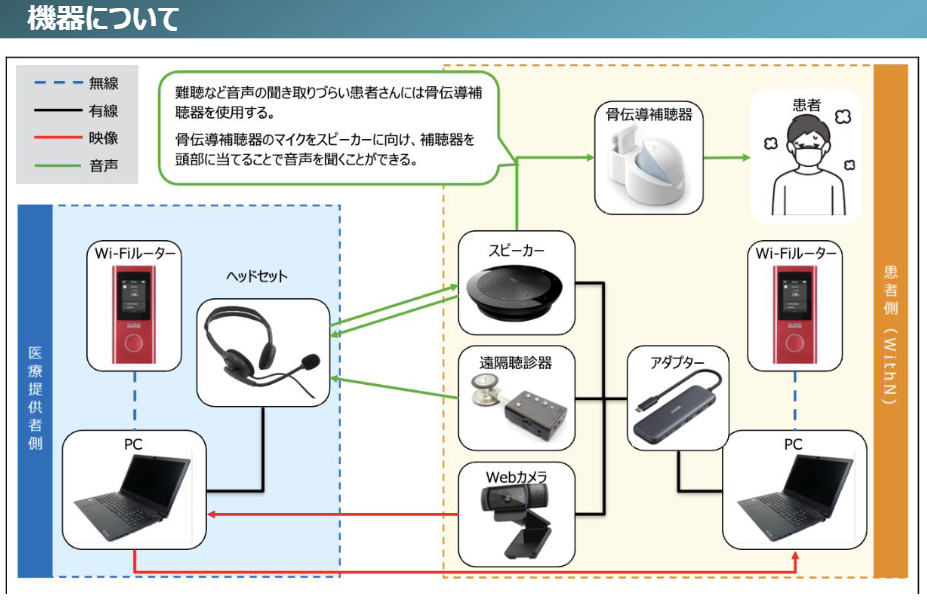 機器について
無線
有線
映像
音声
難聴など音声の聞き取りづらい患者さんには骨伝導補
聴器を使用する。
骨伝導補聴器のマイクをスピーカーに向け、補聴器を
頭部に当てることで音声を聞くことができる。
骨伝導補聴器
患者
医療提供者側
Wi-Fiルーター
ヘッドセット
PC
スピーカー
遠隔聴診器
Webカメラ
アダプター
Wi-Fiルーター
PC
患者側（WithN）